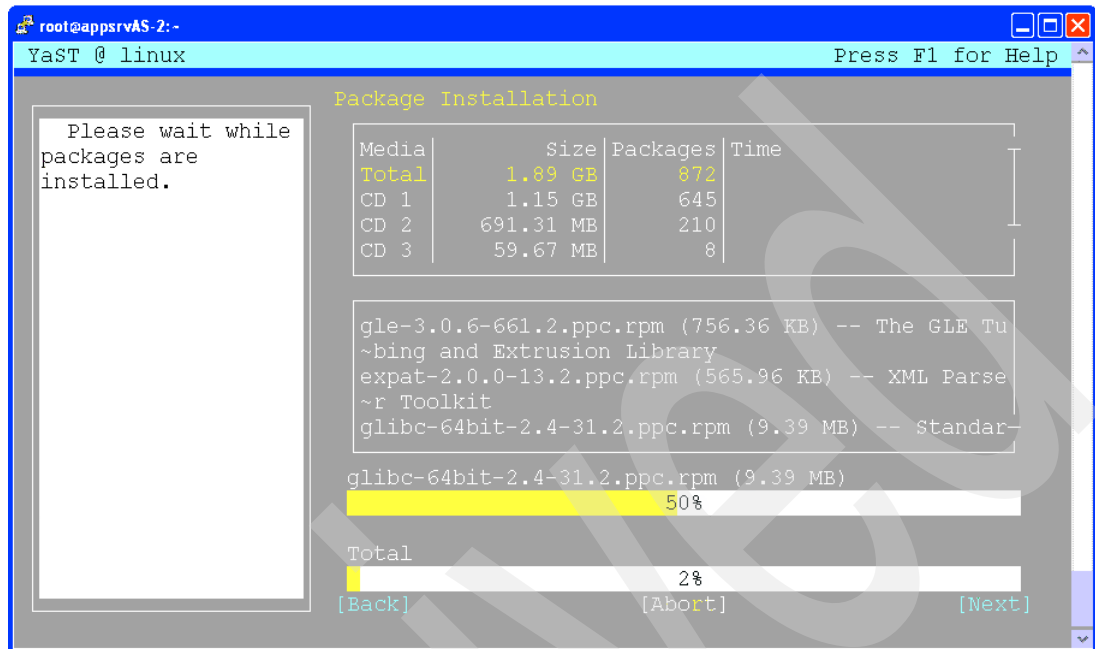 root@appsrvAS-2:~
YaST @ linux Press F1 for Help
Package Installation
Please wait while
packages are
installed.
Media| Size|Packages|Time
Total| 1.89 GB| 872|
CD 1 | 1.15 GB| 645|
CD 2 | 691.31 MB| 210|
CD 3 | 59.67 MB| 8|
gle-3.0.6-661.2.ppc.rpm (756.36 KB) -- The GLE Tu
~bing and Extrusion Library
expat-2.0.0-13.2.ppc.rpm (565.96 KB) -- XML Parse
~r Toolkit
glibc-64bit-2.4-31.2.ppc.rpm (9.39 MB) -- Standar
glibc-64bit-2.4-31.2.ppc.rpm (9.39 MB)
50%
Total
2%
[Back] [Abort] [Next]